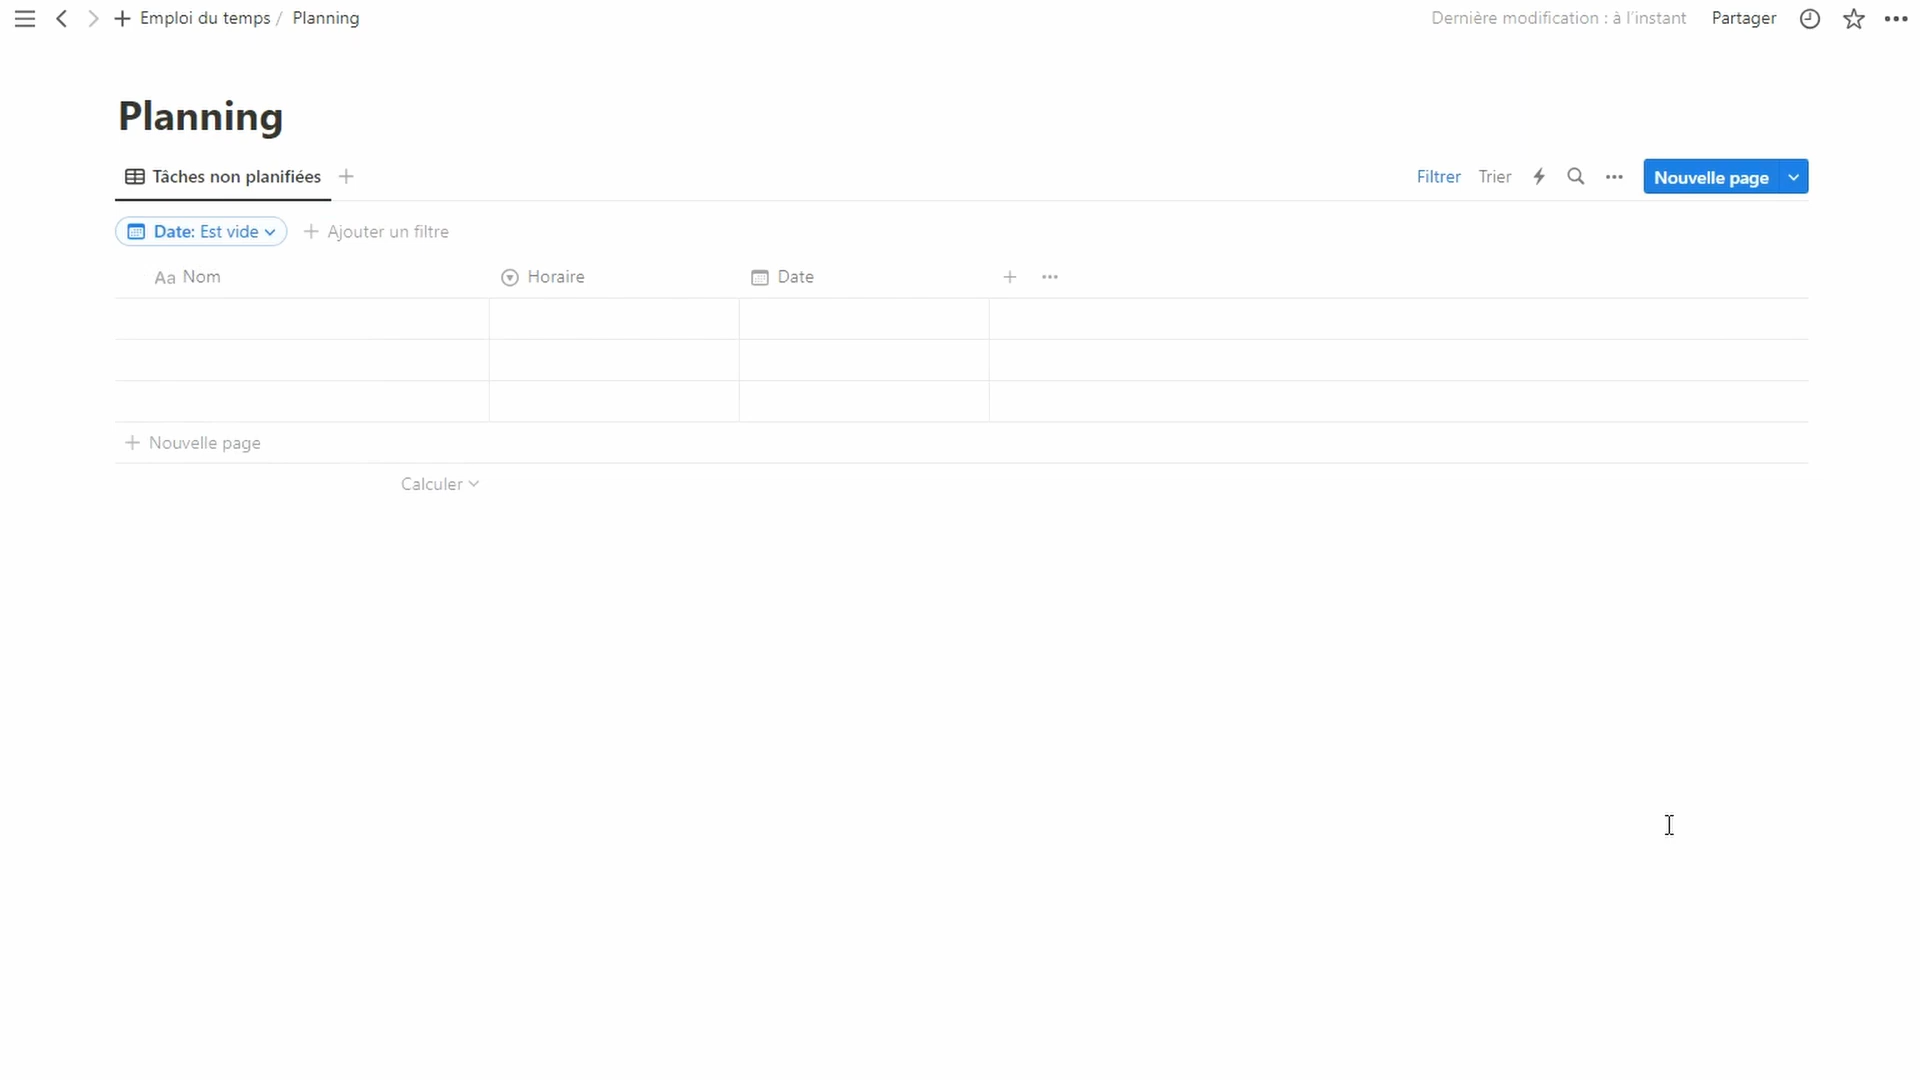 Emploi du temps / Planning
Dernière modification : à l'instant Partager
Planning
Tâches non planifiées
Filtrer Trier Nouvelle page
Date: Est vide Ajouter un filtre
Aa Nom Horaire Date
Nouvelle page
Calculer